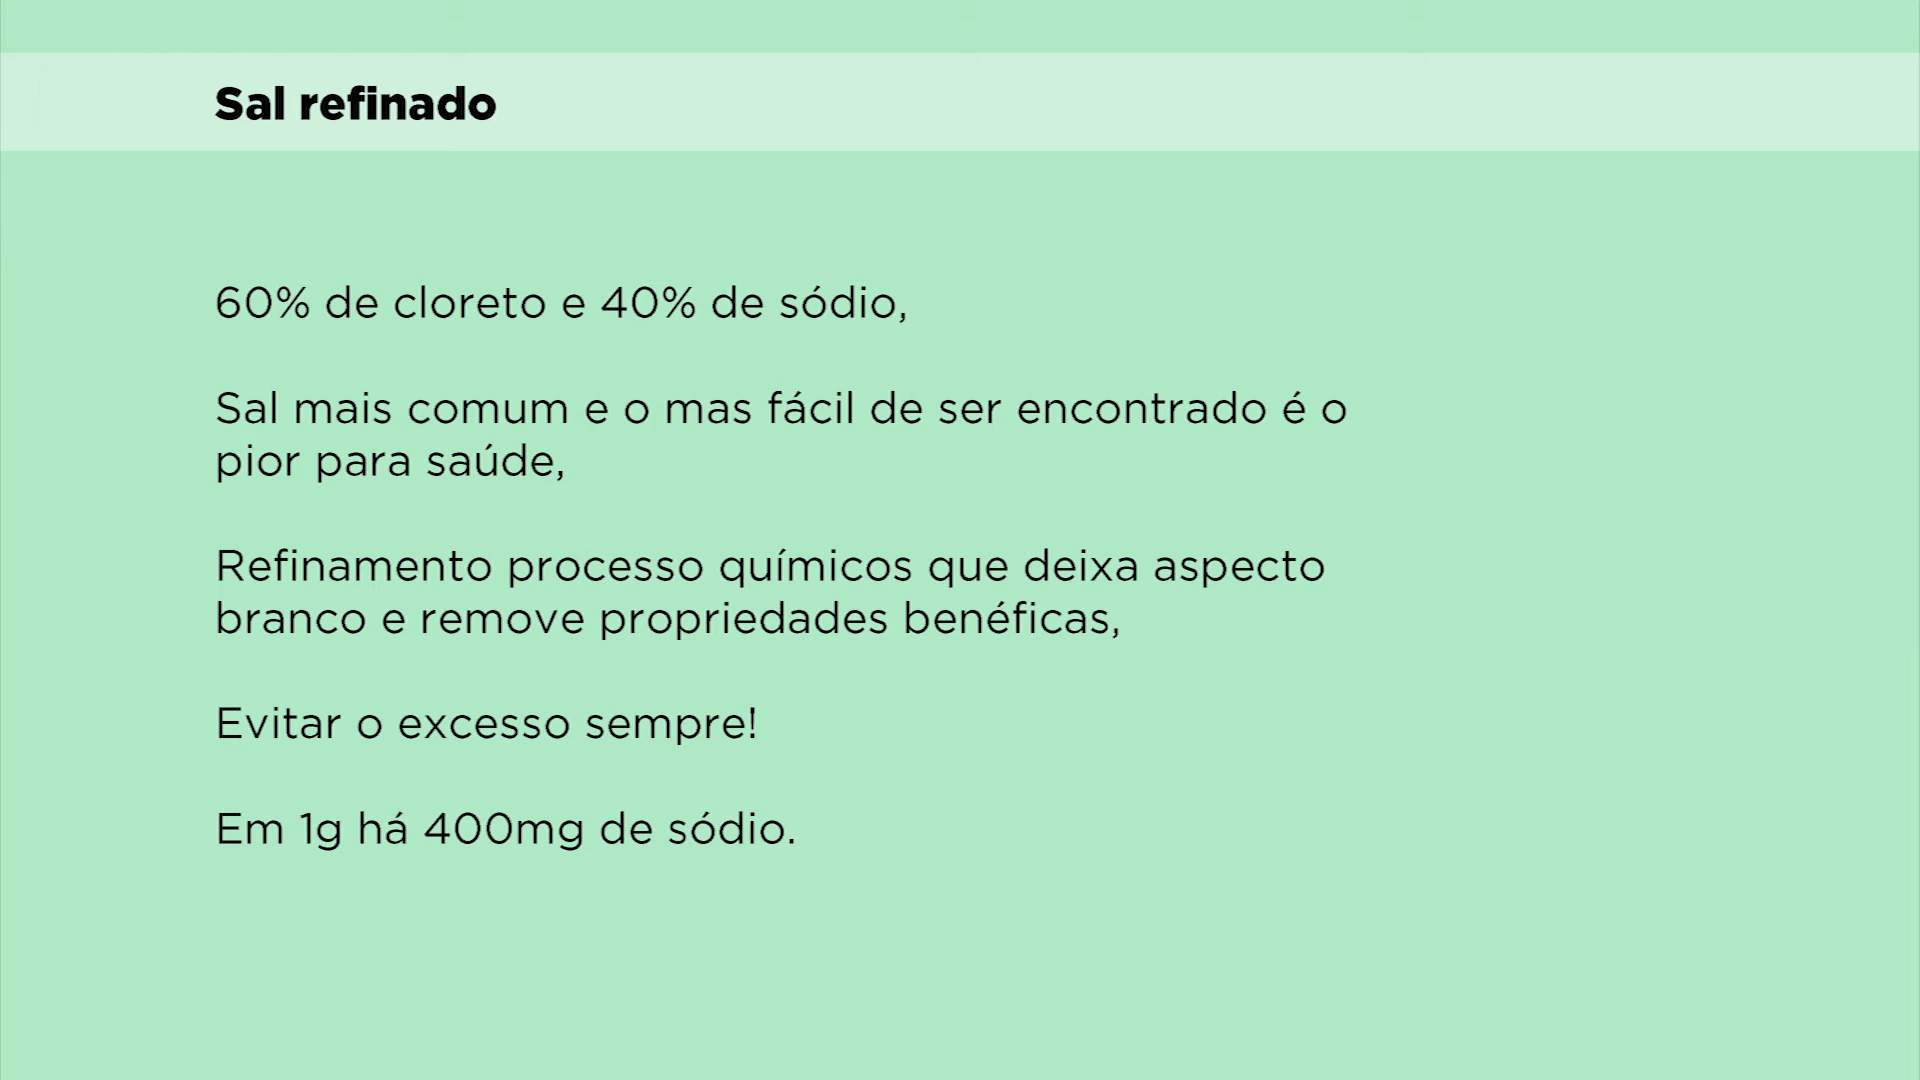 Sal refinado
60% de cloreto e 40% de sódio,
Sal mais comum e o mas fácil de ser encontrado é o
pior para saúde,
Refinamento processo químicos que deixa aspecto
branco e remove propriedades benéficas,
Evitar o excesso sempre!
Em 1g há 400mg de sódio.